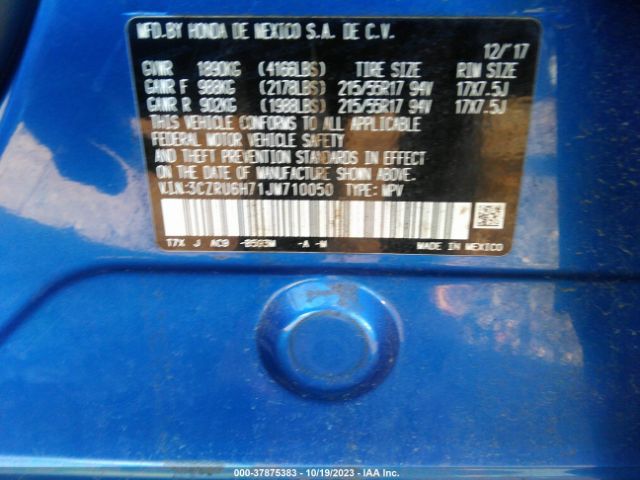 MFD.BY HONDA DE MEXICO S.A. DE C.V.
12/'17
GVWR 1890KG (4166LBS) TIRE SIZE RIM SIZE
GAWR F 988KG (2178LBS) 215/55R17 94V 17X7.5J
GAWR R 902KG (1988LBS) 215/55R17 94V 17X7.5J
THIS VEHICLE CONFORMS TO ALL APPLICABLE
FEDERAL MOTOR VEHICLE SAFETY, BUMPER,
AND THEFT PREVENTION STANDARDS IN EFFECT
ON THE DATE OF MANUFACTURE SHOWN ABOVE.
V.I.N:3CZRU6H71JM710050 TYPE: MPV
17X J AC9 -B593M -A -M MADE IN MEXICO
000-37875383 | 10/19/2023 | IAA Inc.